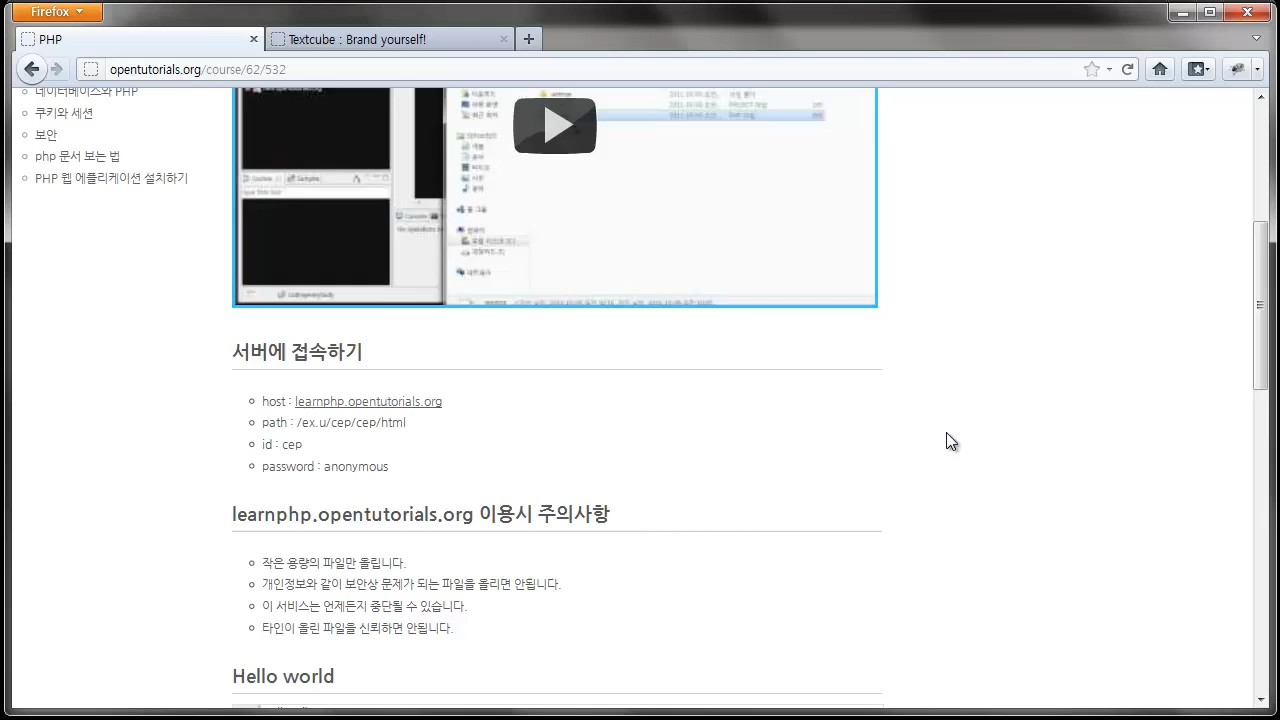 Firefox
PHP
Textcube : Brand yourself!
opentutorials.org/course/62/532
데이터베이스와 PHP
쿠키와 세션
보안
php 문서 보는 법
PHP 웹 애플리케이션 설치하기
서버에 접속하기
host : learnphp.opentutorials.org
path : /ex.u/cep/cep/html
id : cep
password : anonymous
learnphp.opentutorials.org 이용시 주의사항
작은 용량의 파일만 올립니다.
개인정보와 같이 보안상 문제가 되는 파일을 올리면 안됩니다.
이 서비스는 언제든지 중단될 수 있습니다.
타인이 올린 파일을 신뢰하면 안됩니다.
Hello world